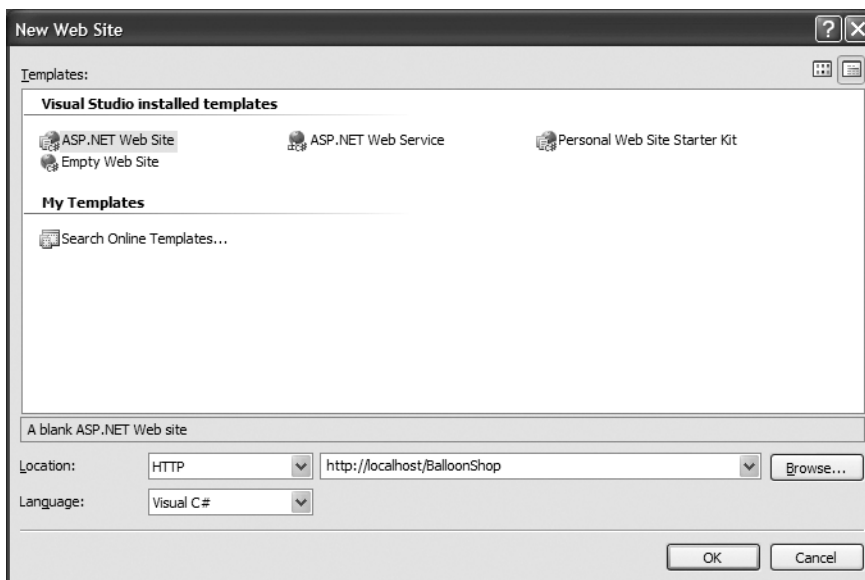 New Web Site
Templates:
Visual Studio installed templates
ASP.NET Web Site
ASP.NET Web Service
Personal Web Site Starter Kit
Empty Web Site
My Templates
Search Online Templates...
A blank ASP.NET Web site
Location:
HTTP
http://localhost/BalloonShop
Browse...
Language:
Visual C#
OK
Cancel